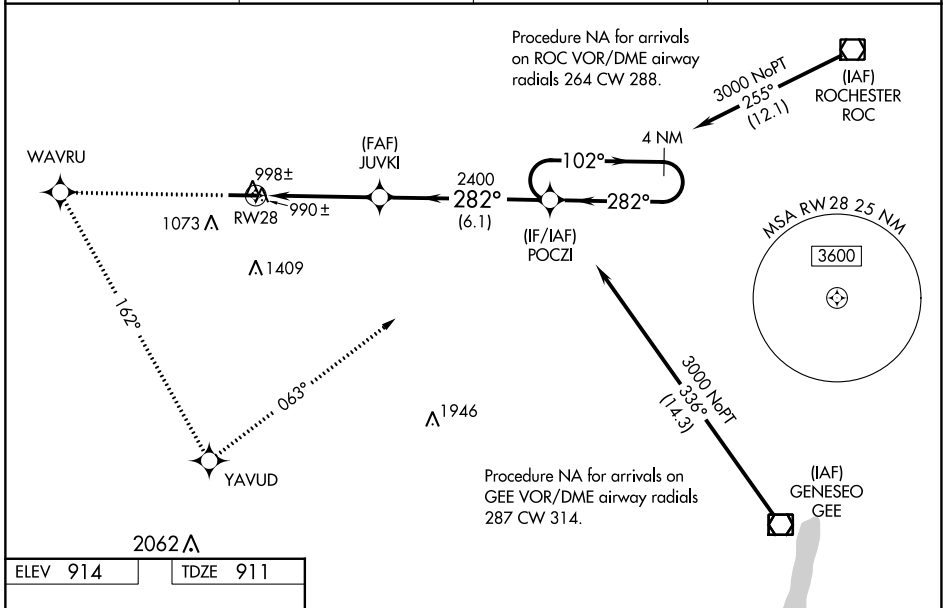 Procedure NA for arrivals
on ROC VOR/DME airway
radials 264 CW 288.
3000 NoPT
255°
(12.1)
(IAF)
ROCHESTER
ROC
4 NM
102°
282°
WAVRU
998±
990±
RW28
1073
1409
(FAF)
JUVKI
2400
282°
(6.1)
(IF/IAF)
POCZI
MSA RW 28 25 NM
3600
162°
063°
YAVUD
1946
3000 NoPT
336°
(14.3)
Procedure NA for arrivals on
GEE VOR/DME airway radials
287 CW 314.
(IAF)
GENESEO
GEE
2062
ELEV 914
TDZE 911